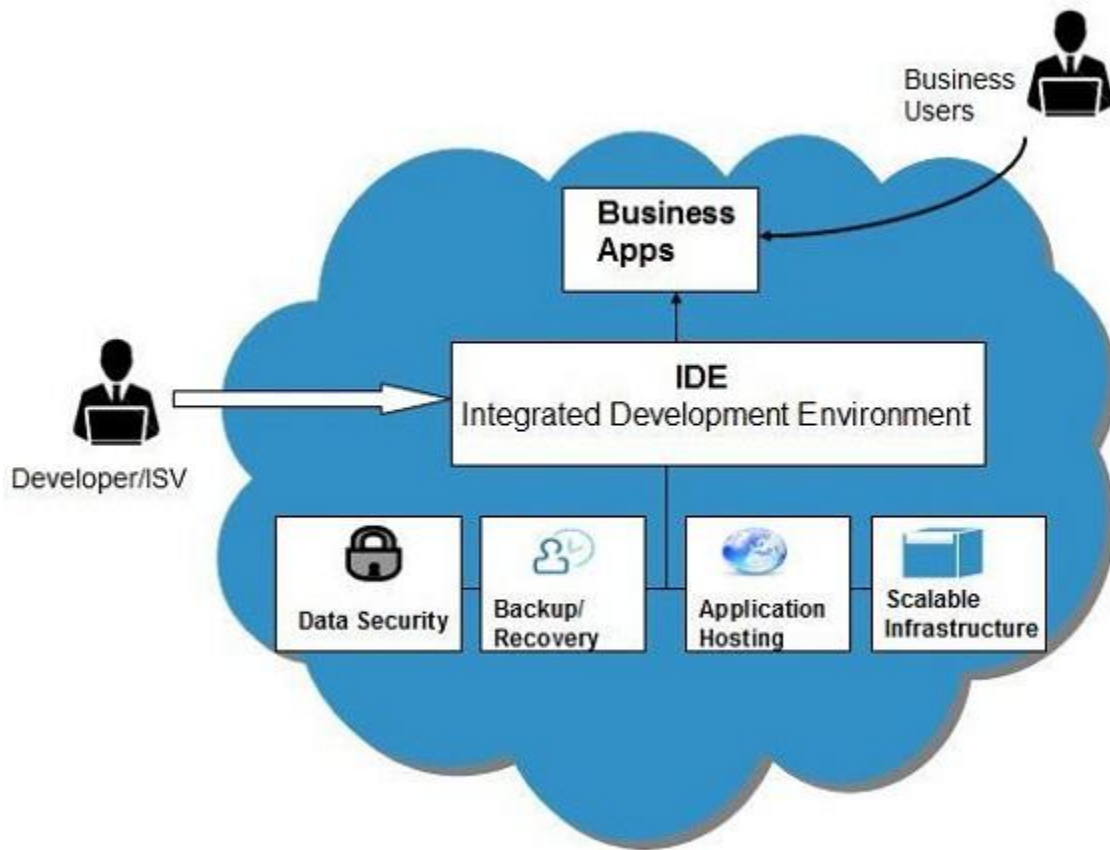 Business
Users
Business
Apps
IDE
Integrated Development Environment
Developer/ISV
Data Security
Backup/
Recovery
Application
Hosting
Scalable
Infrastructure